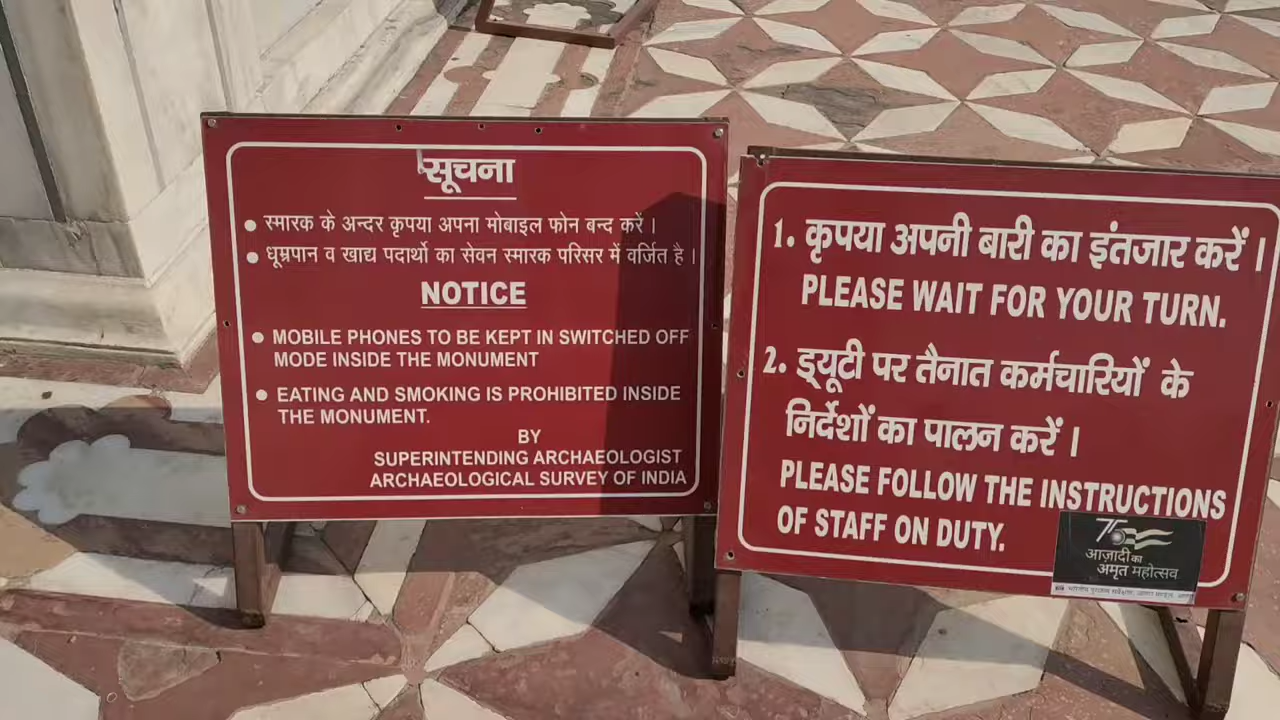 सूचना
• स्मारक के अन्दर कृपया अपना मोबाइल फोन बन्द करें।
• धूम्रपान व खाद्य पदार्थो का सेवन स्मारक परिसर में वर्जित है।
NOTICE
• MOBILE PHONES TO BE KEPT IN SWITCHED OFF
MODE INSIDE THE MONUMENT
• EATING AND SMOKING IS PROHIBITED INSIDE
THE MONUMENT.
BY
SUPERINTENDING ARCHAEOLOGIST
ARCHAEOLOGICAL SURVEY OF INDIA
1. कृपया अपनी बारी का इंतजार करें।
PLEASE WAIT FOR YOUR TURN.
2. ड्यूटी पर तैनात कर्मचारियों के
निर्देशों का पालन करें।
PLEASE FOLLOW THE INSTRUCTIONS
OF STAFF ON DUTY.
75
आज़ादी का
अमृत महोत्सव